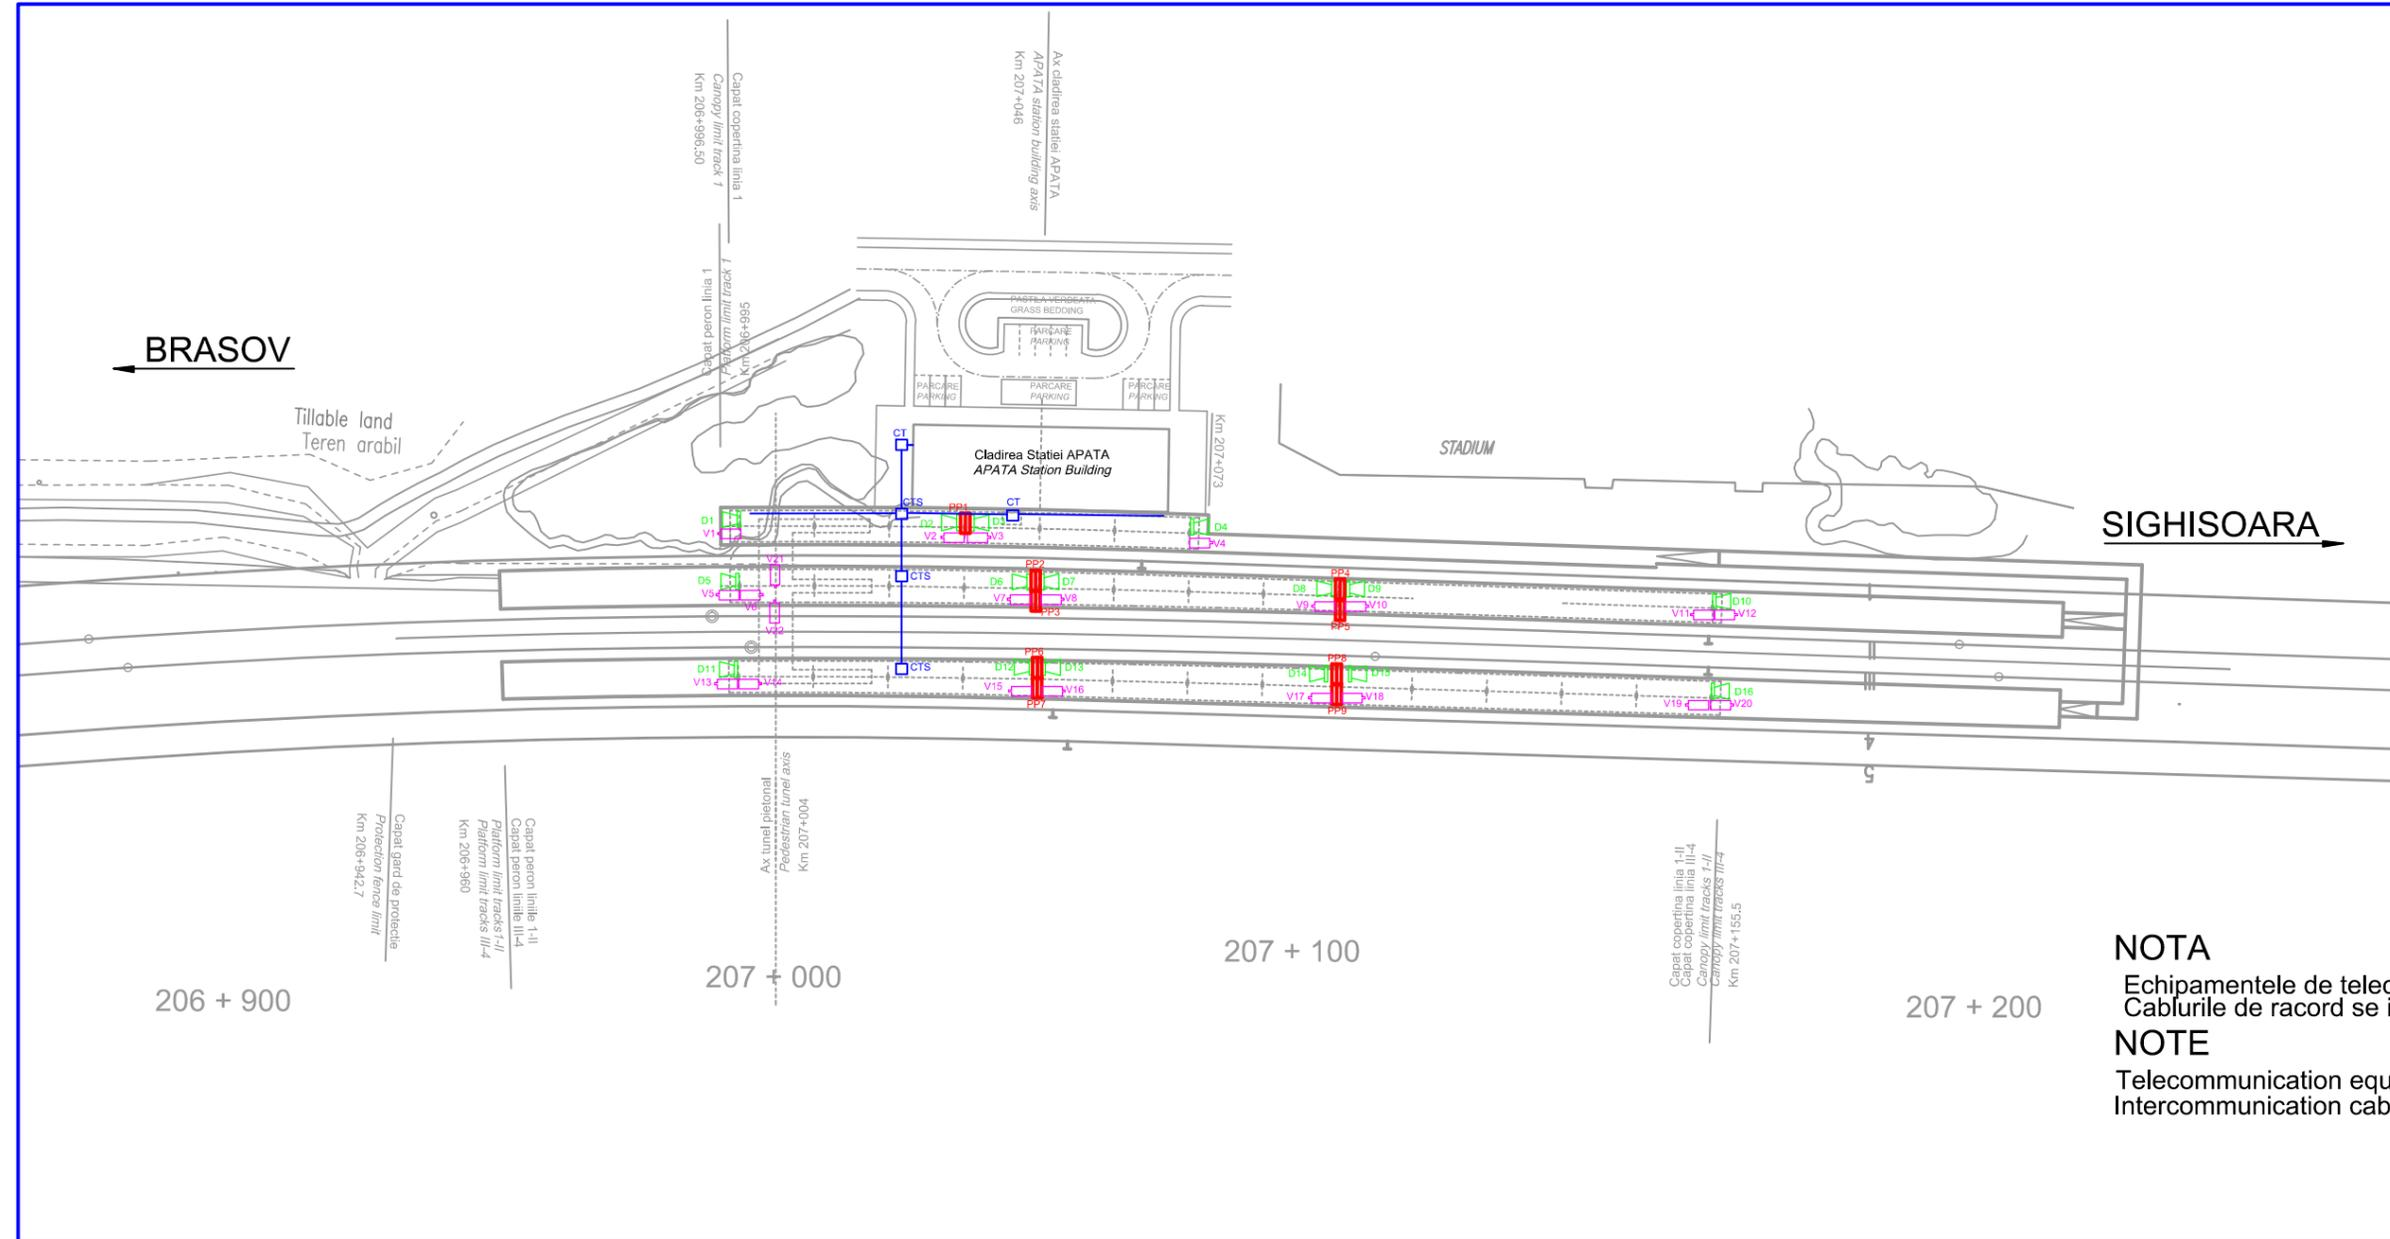 Capat copertina linia 1
Canopy limit track 1
Km 206+996.50
Ax cladirea statiei APATA
APATA station building axis
Km 207+046
Capat peron linia 1
Platform limit track 1
Km 206+995
PASTILA VERDEATA
GRASS BEDDING
PARCARE
PARKING
PARCARE
PARKING
PARCARE
PARKING
PARCARE
PARKING
BRASOV
Tillable land
Teren arabil
CT
Cladirea Statiei APATA
APATA Station Building
Km 207+073
STADIUM
SIGHISOARA
CTS
PP1
CT
D1
D2
D3
D4
V1
V2
V3
V4
V21
PP2
PP4
D5
CTS
D6
D7
D8
D9
D10
V5
V6
V7
V8
V9
V10
V11
V12
PP3
PP5
V22
PP6
PP8
D11
CTS
D12
D13
D14
D15
D16
V13
V14
V15
V16
V17
V18
V19
V20
PP7
PP9
4
5
Ax tunel pietonal
Pepestrian tunel axis
Km 207+004
Capat gard de protectie
Protection fence limit
Km 206+942.7
Capat peron liniile 1-II
Capat peron liniile III-4
Platform limit tracks1-II
Platform limit tracks III-4
Km 206+960
Capat copertina linia 1-II
Capat copertina linia III-4
Canopy limit tracks 1-II
Canopy limit tracks III-4
Km 207+155.5
206 + 900
207 + 000
207 + 100
207 + 200
NOTA
Echipamentele de telec
Cablurile de racord se i
NOTE
Telecommunication equ
Intercommunication cab